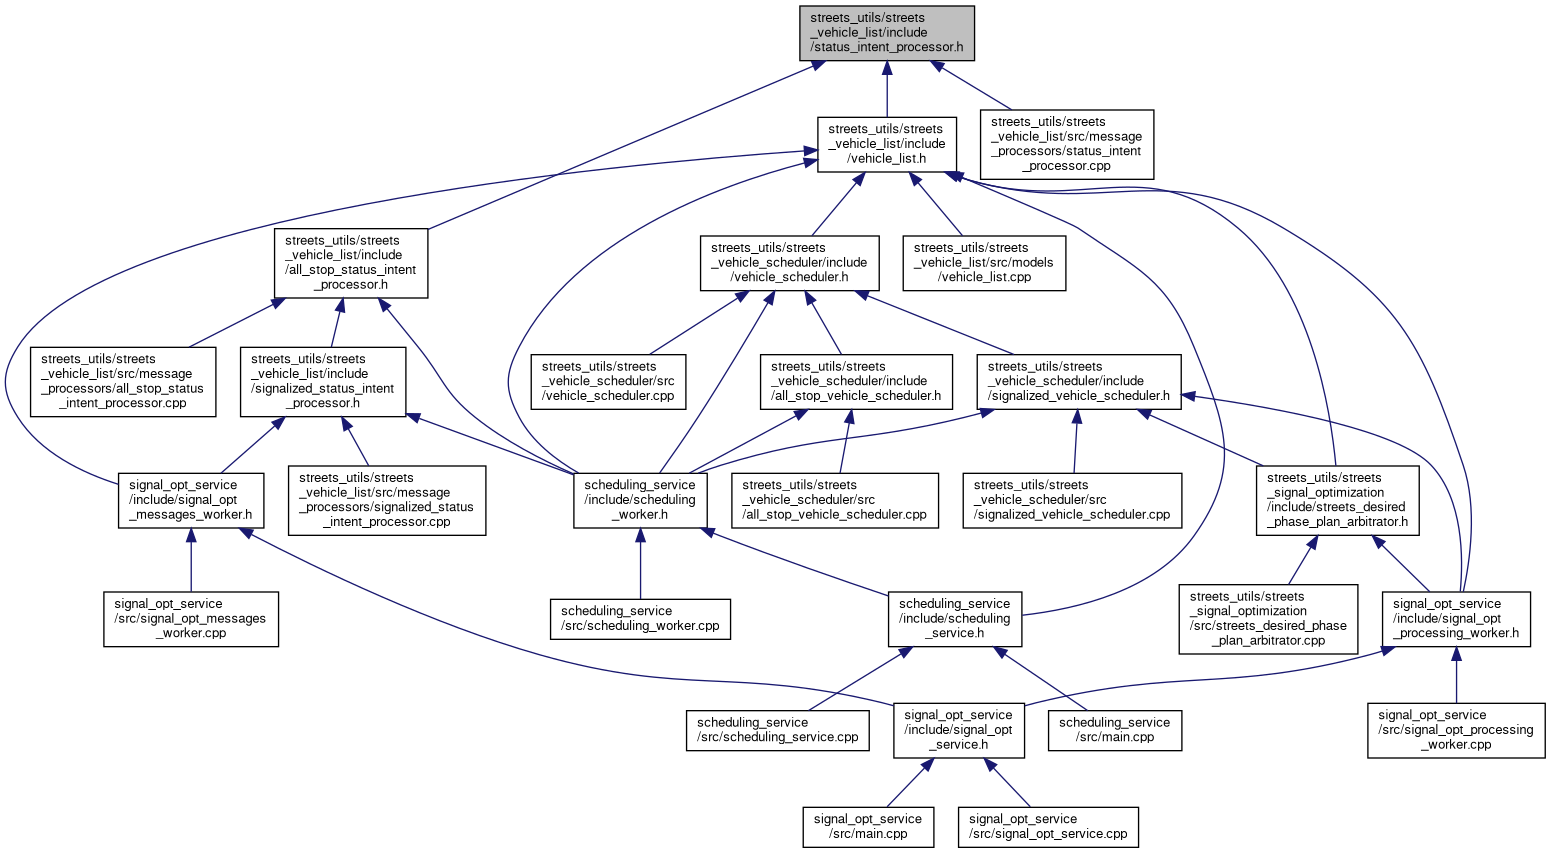 streets_utils/streets
_vehicle_list/include
/status_intent_processor.h
streets_utils/streets
_vehicle_list/include
/vehicle_list.h
streets_utils/streets
_vehicle_list/src/message
_processors/status_intent
_processor.cpp
streets_utils/streets
_vehicle_list/include
/all_stop_status_intent
_processor.h
streets_utils/streets
_vehicle_scheduler/include
/vehicle_scheduler.h
streets_utils/streets
_vehicle_list/src/models
/vehicle_list.cpp
streets_utils/streets
_vehicle_list/src/message
_processors/all_stop_status
_intent_processor.cpp
streets_utils/streets
_vehicle_list/include
/signalized_status_intent
_processor.h
streets_utils/streets
_vehicle_scheduler/src
/vehicle_scheduler.cpp
streets_utils/streets
_vehicle_scheduler/include
/all_stop_vehicle_scheduler.h
streets_utils/streets
_vehicle_scheduler/include
/signalized_vehicle_scheduler.h
signal_opt_service
/include/signal_opt
_messages_worker.h
streets_utils/streets
_vehicle_list/src/message
_processors/signalized_status
_intent_processor.cpp
scheduling_service
/include/scheduling
_worker.h
streets_utils/streets
_vehicle_scheduler/src
/all_stop_vehicle_scheduler.cpp
streets_utils/streets
_vehicle_scheduler/src
/signalized_vehicle_scheduler.cpp
streets_utils/streets
_signal_optimization
/include/streets_desired
_phase_plan_arbitrator.h
signal_opt_service
/src/signal_opt_messages
_worker.cpp
scheduling_service
/src/scheduling_worker.cpp
scheduling_service
/include/scheduling
_service.h
streets_utils/streets
_signal_optimization
/src/streets_desired_phase
_plan_arbitrator.cpp
signal_opt_service
/include/signal_opt
_processing_worker.h
scheduling_service
/src/scheduling_service.cpp
signal_opt_service
/include/signal_opt
_service.h
scheduling_service
/src/main.cpp
signal_opt_service
/src/signal_opt_processing
_worker.cpp
signal_opt_service
/src/main.cpp
signal_opt_service
/src/signal_opt_service.cpp